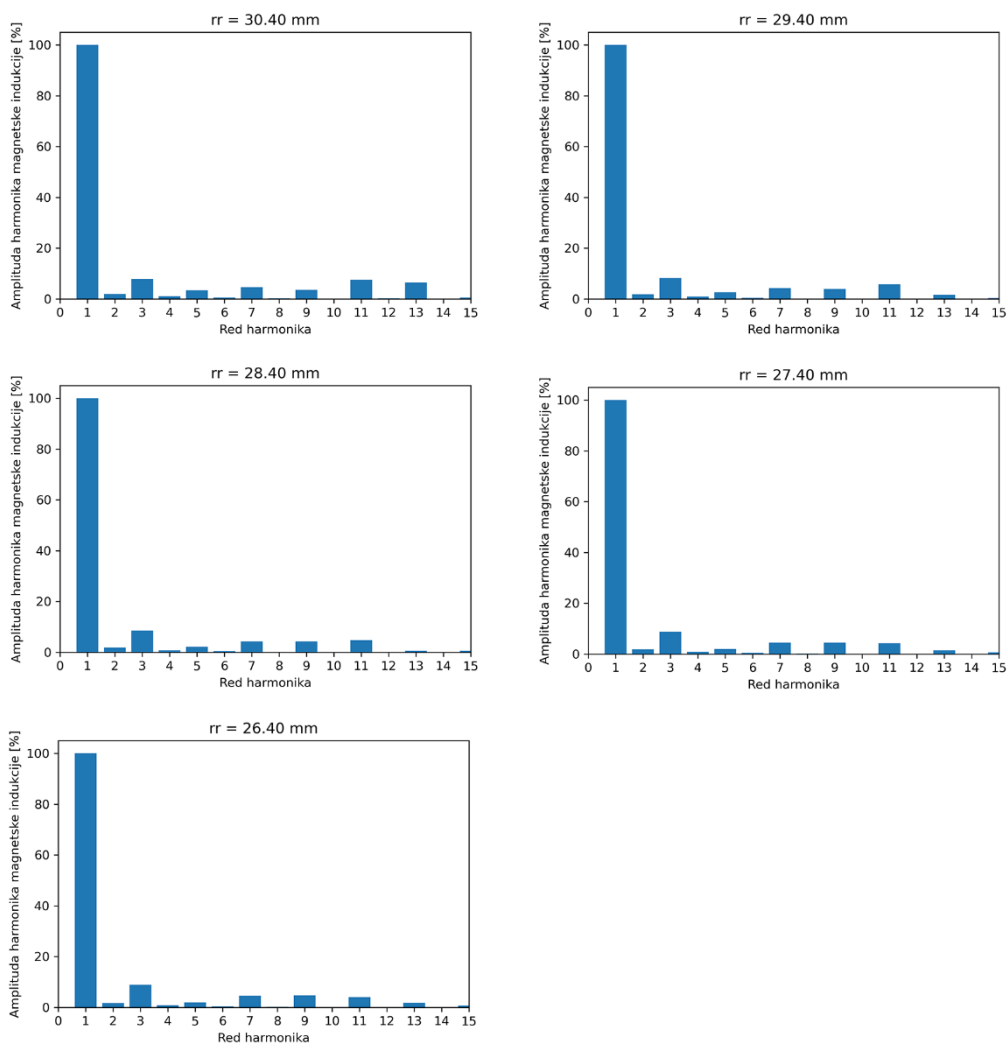 rr = 30.40 mm
Amplituda harmonika magnetske indukcije [%]
100
80
60
40
20
0
0 1 2 3 4 5 6 7 8 9 10 11 12 13 14 15
Red harmonika
rr = 29.40 mm
Amplituda harmonika magnetske indukcije [%]
100
80
60
40
20
0
0 1 2 3 4 5 6 7 8 9 10 11 12 13 14 15
Red harmonika
rr = 28.40 mm
Amplituda harmonika magnetske indukcije [%]
100
80
60
40
20
0
0 1 2 3 4 5 6 7 8 9 10 11 12 13 14 15
Red harmonika
rr = 27.40 mm
Amplituda harmonika magnetske indukcije [%]
100
80
60
40
20
0
0 1 2 3 4 5 6 7 8 9 10 11 12 13 14 15
Red harmonika
rr = 26.40 mm
Amplituda harmonika magnetske indukcije [%]
100
80
60
40
20
0
0 1 2 3 4 5 6 7 8 9 10 11 12 13 14 15
Red harmonika